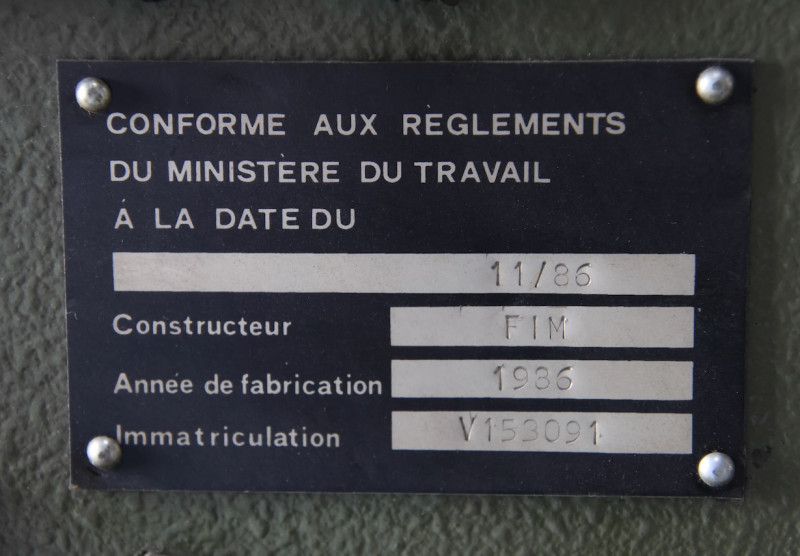 CONFORME AUX REGLEMENTS
DU MINISTÈRE DU TRAVAIL
A LA DATE DU
11/86
Constructeur FIM
Année de fabrication 1986
Immatriculation V153091